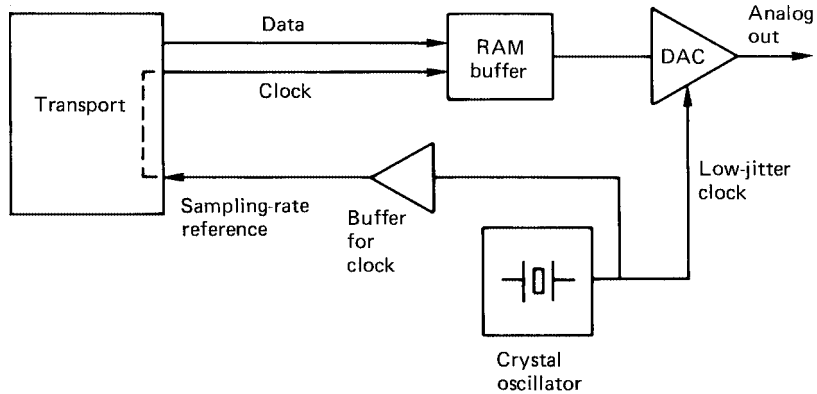 Data
Clock
Transport
RAM
buffer
DAC
Analog
out
Low-jitter
clock
Sampling-rate
reference
Buffer
for
clock
Crystal
oscillator